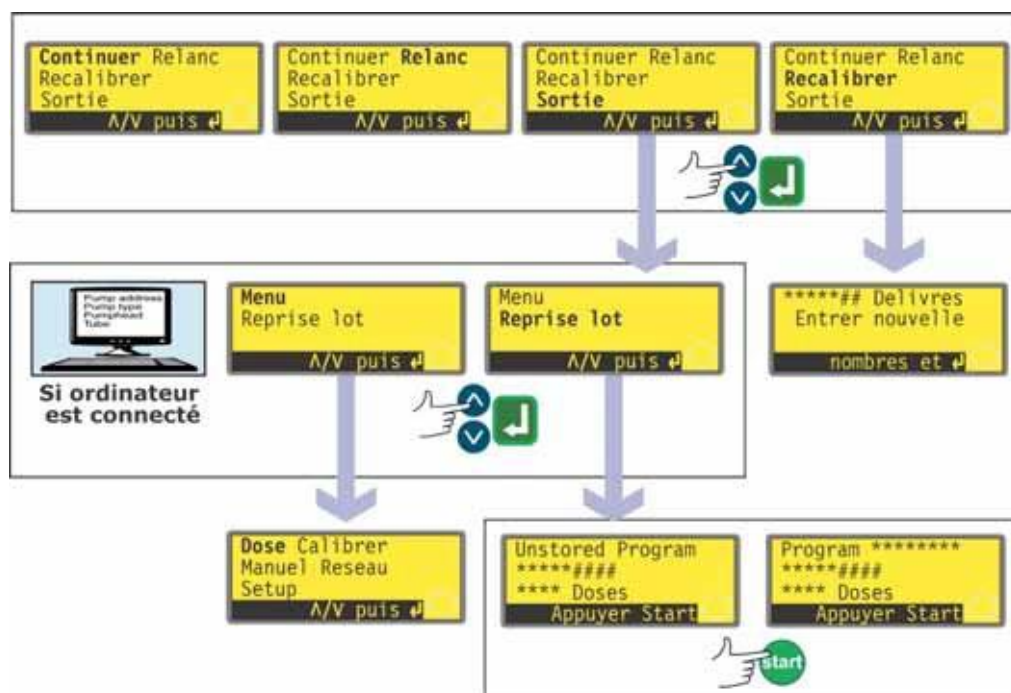 Continuer Relanc
Recalibrer
Sortie
Λ/V puis ↲
Continuer Relanc
Recalibrer
Sortie
Λ/V puis ↲
Continuer Relanc
Recalibrer
Sortie
Λ/V puis ↲
Continuer Relanc
Recalibrer
Sortie
Λ/V puis ↲
Pump address
Pump type
Pumphead
Tube
Si ordinateur
est connecté
Menu
Reprise lot
Λ/V puis ↲
Menu
Reprise lot
Λ/V puis ↲
*****## Delivres
Entrer nouvelle
nombres et ↲
Dose Calibrer
Manuel Reseau
Setup
Λ/V puis ↲
Unstored Program
*****####
**** Doses
Appuyer Start
Program ********
*****####
**** Doses
Appuyer Start
start